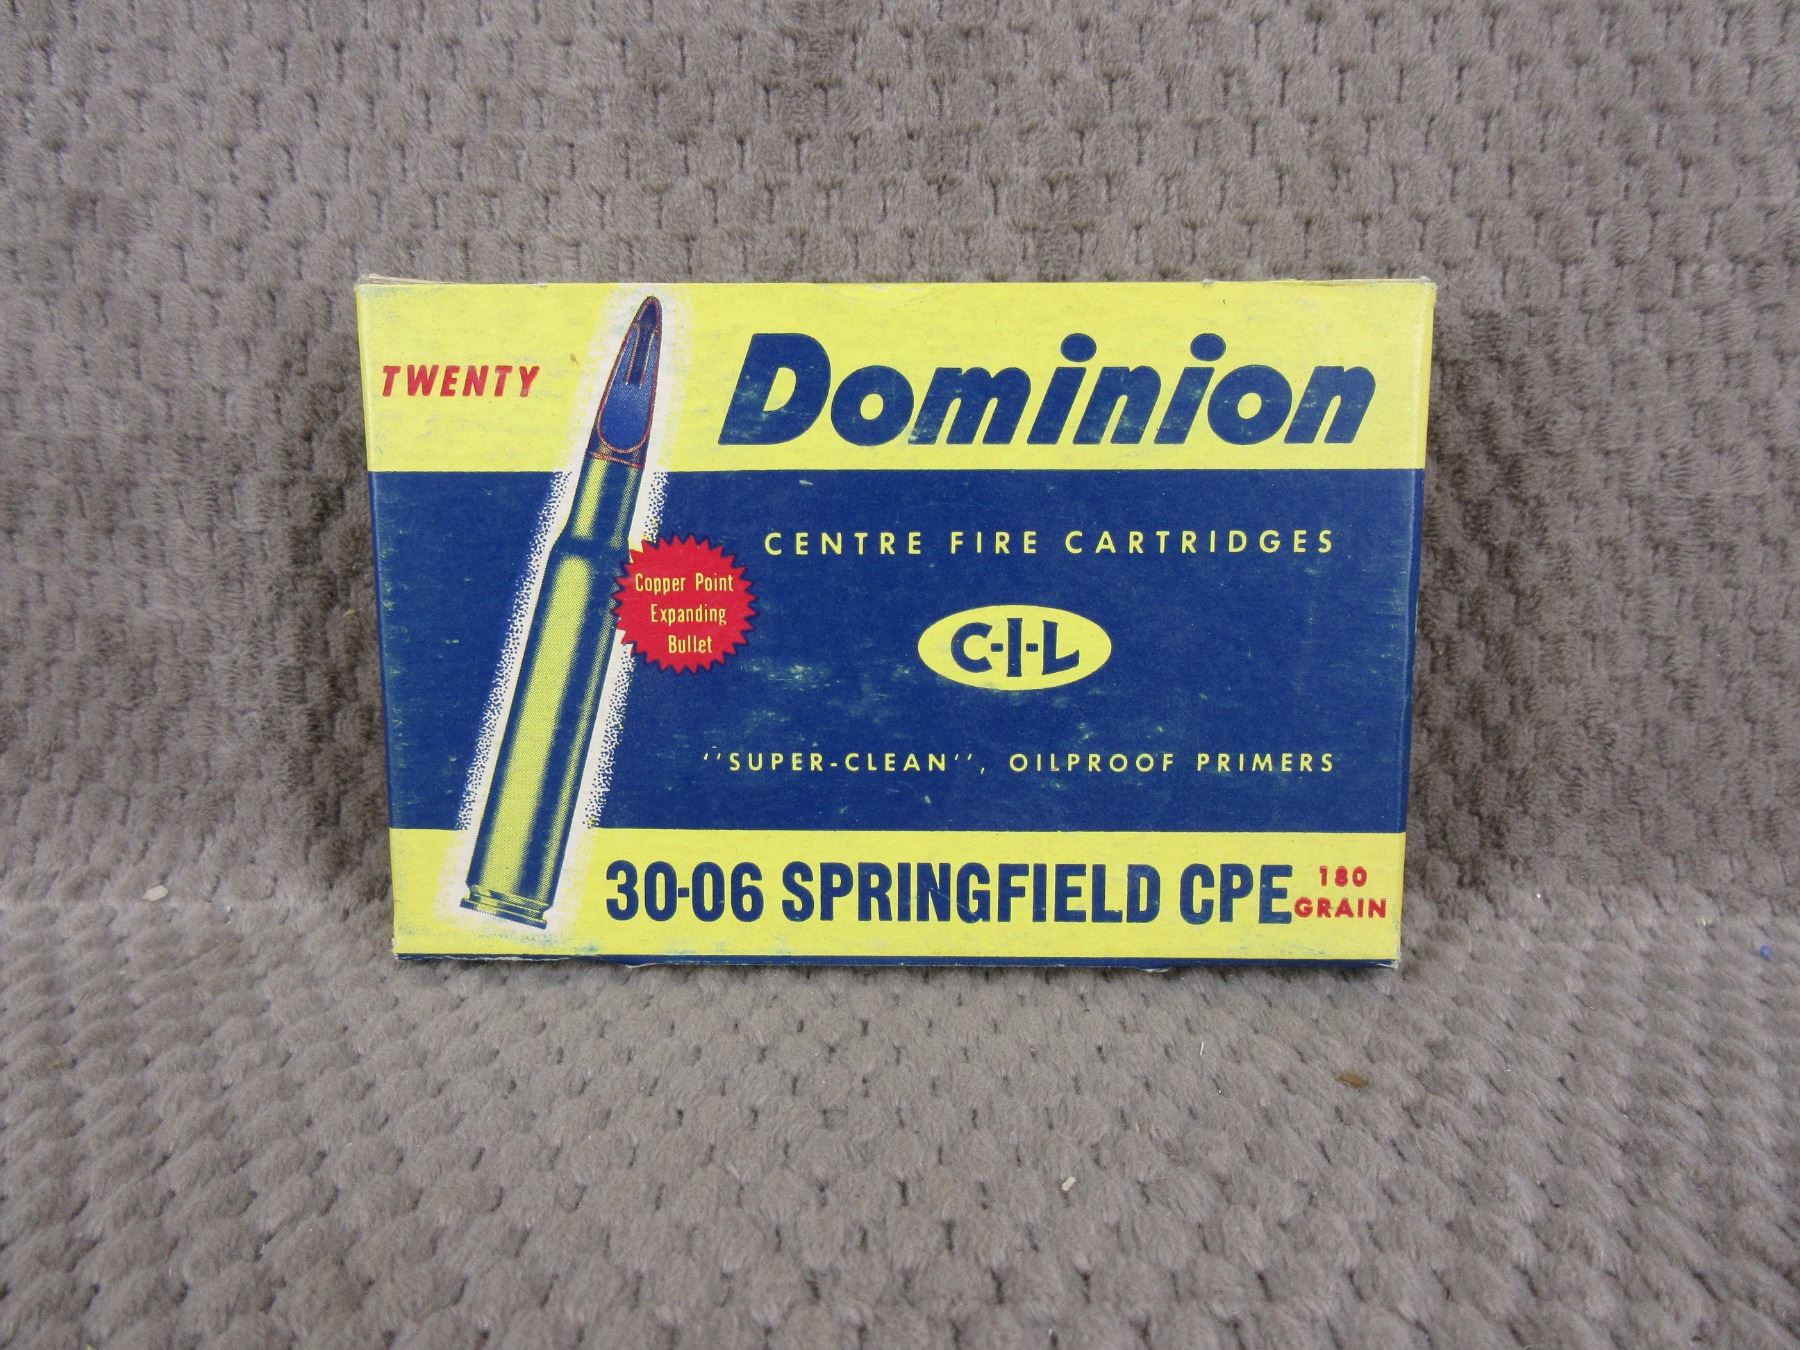 TWENTY
Dominion
CENTRE FIRE CARTRIDGES
Copper Point
Expanding
Bullet
C-I-L
"SUPER-CLEAN", OILPROOF PRIMERS
30-06 SPRINGFIELD CPE
180
GRAIN